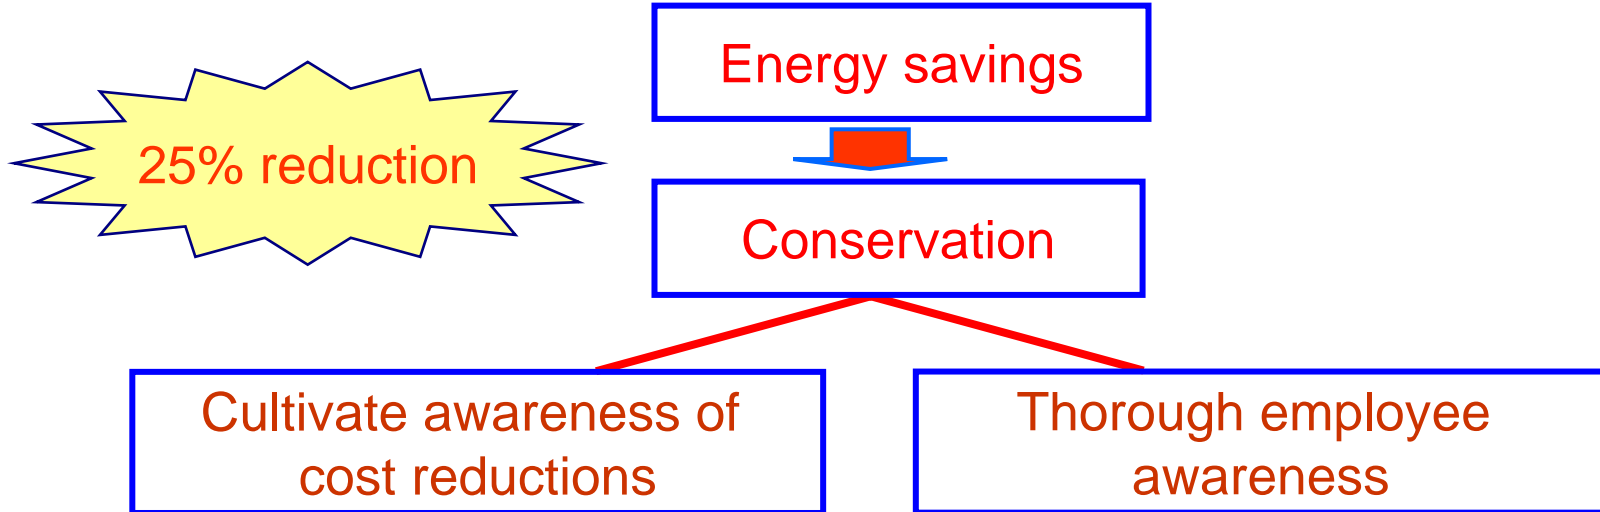 Energy savings
25% reduction
Conservation
Cultivate awareness of
cost reductions
Thorough employee
awareness